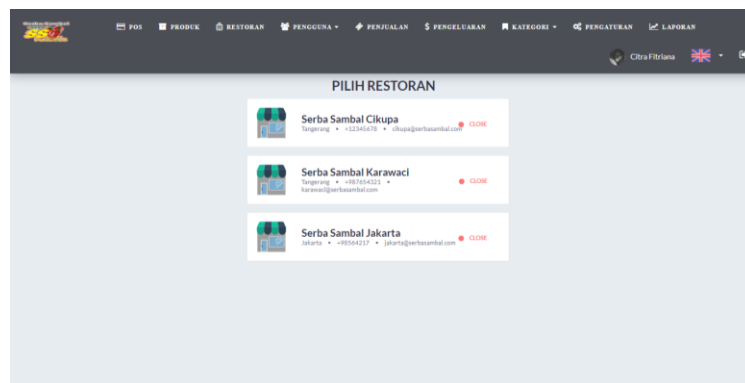 SSO
POS PRODUK RESTORAN PENGGUNA PENJUALAN $ PENGELUARAN KATEGORI PENGATURAN LAPORAN
Citra Fitriana
PILIH RESTORAN
Serba Sambal Cikupa
Tangerang • +12345678 • cikupa@serbasambal.com
CLOSE
Serba Sambal Karawaci
Tangerang • +987654321 •
karawaci@serbasambal.com
CLOSE
Serba Sambal Jakarta
Jakarta • +98564217 • jakarta@serbasambal.com
CLOSE